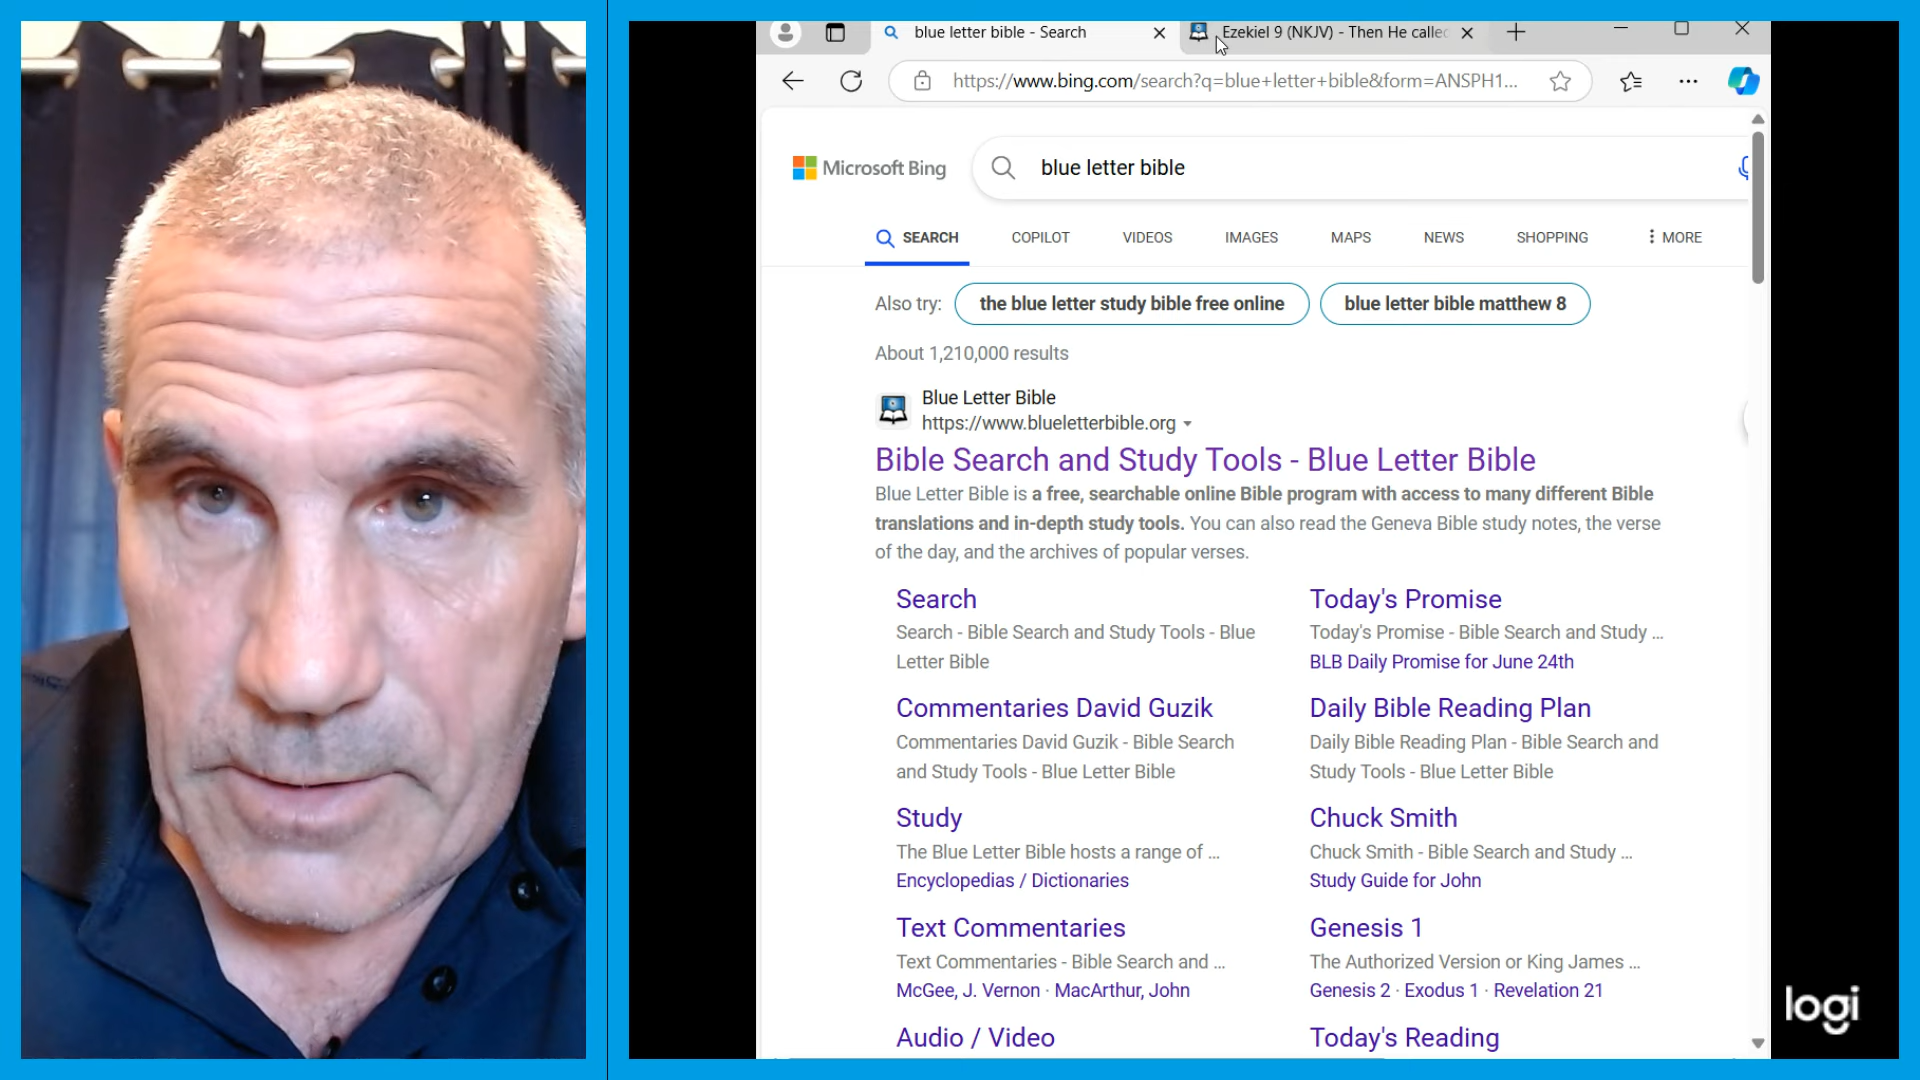 blue letter bible - Search
Ezekiel 9 (NKJV) - Then He called
https://www.bing.com/search?q=blue+letter+bible&form=ANSPH1...
Microsoft Bing
blue letter bible
SEARCH COPILOT VIDEOS IMAGES MAPS NEWS SHOPPING MORE
Also try: the blue letter study bible free online blue letter bible matthew 8
About 1,210,000 results
Blue Letter Bible
https://www.blueletterbible.org
Bible Search and Study Tools - Blue Letter Bible
Blue Letter Bible is a free, searchable online Bible program with access to many different Bible
translations and in-depth study tools. You can also read the Geneva Bible study notes, the verse
of the day, and the archives of popular verses.
Search
Search - Bible Search and Study Tools - Blue
Letter Bible
Today's Promise
Today's Promise - Bible Search and Study ...
BLB Daily Promise for June 24th
Commentaries David Guzik
Commentaries David Guzik - Bible Search
and Study Tools - Blue Letter Bible
Daily Bible Reading Plan
Daily Bible Reading Plan - Bible Search and
Study Tools - Blue Letter Bible
Study
The Blue Letter Bible hosts a range of ...
Encyclopedias / Dictionaries
Chuck Smith
Chuck Smith - Bible Search and Study ...
Study Guide for John
Text Commentaries
Text Commentaries - Bible Search and ...
McGee, J. Vernon · MacArthur, John
Genesis 1
The Authorized Version or King James ...
Genesis 2 · Exodus 1 · Revelation 21
Audio / Video
Today's Reading
logi